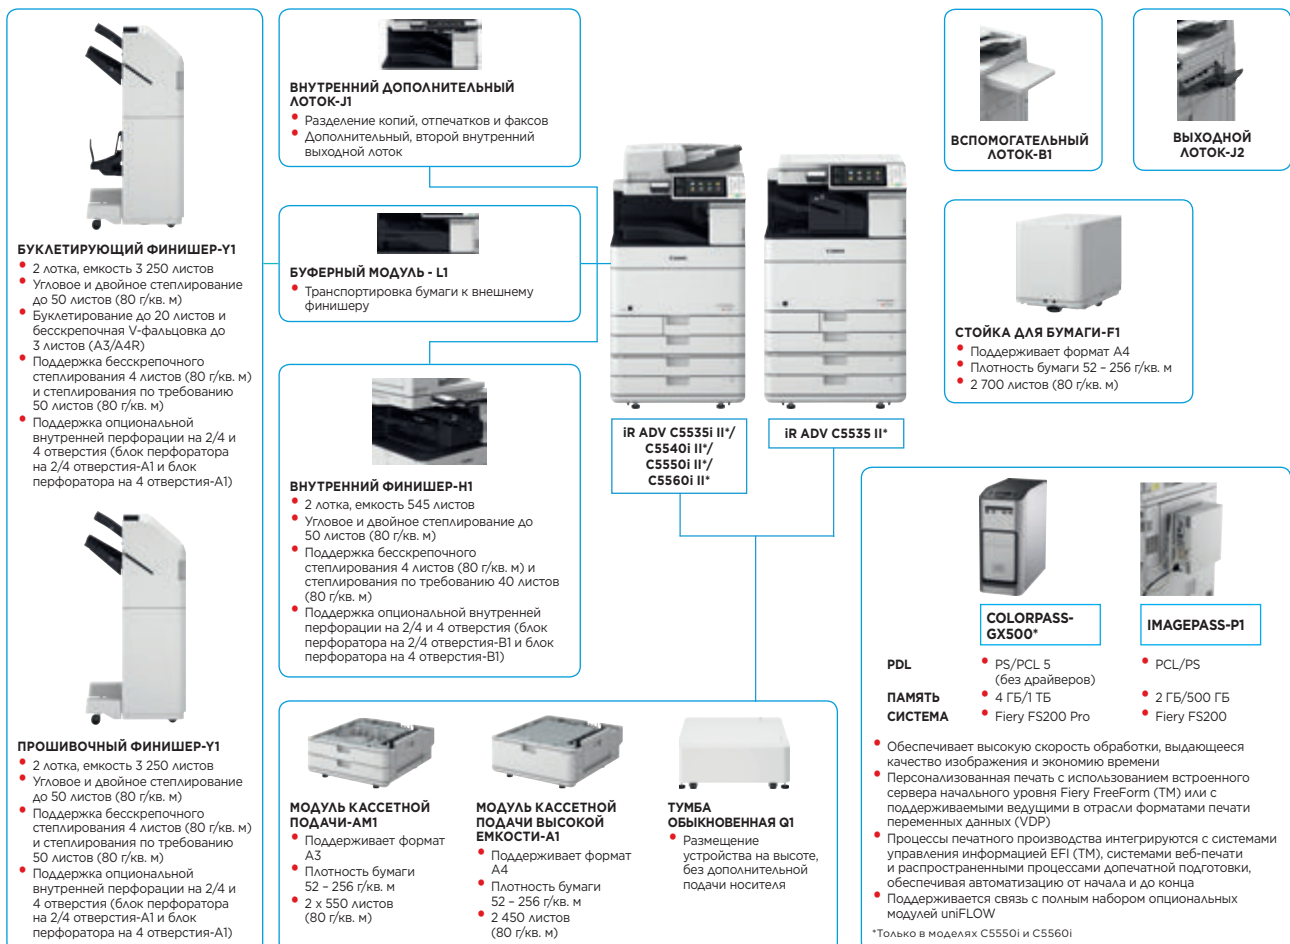 БУКЛЕТИРУЮЩИЙ ФИНИШЕР-Y1
• 2 лотка, емкость 3 250 листов
• Угловое и двойное степлирование
до 50 листов (80 г/кв. м)
• Буклетирование до 20 листов и
бесскрепочная V-фальцовка до
3 листов (A3/A4R)
• Поддержка бесскрепочного
степлирования 4 листов (80 г/кв. м)
и степлирования по требованию
50 листов (80 г/кв. м)
• Поддержка опциональной
внутренней перфорации на 2/4 и
4 отверстия (блок перфоратора
на 2/4 отверстия-A1 и блок
перфоратора на 4 отверстия-A1)
ПРОШИВОЧНЫЙ ФИНИШЕР-Y1
• 2 лотка, емкость 3 250 листов
• Угловое и двойное степлирование
до 50 листов (80 г/кв. м)
• Поддержка бесскрепочного
степлирования 4 листов (80 г/кв. м)
и степлирования по требованию
50 листов (80 г/кв. м)
• Поддержка опциональной
внутренней перфорации на 2/4 и
4 отверстия (блок перфоратора
на 2/4 отверстия-A1 и блок
перфоратора на 4 отверстия-A1)
ВНУТРЕННИЙ ДОПОЛНИТЕЛЬНЫЙ
ЛОТОК-J1
• Разделение копий, отпечатков и факсов
• Дополнительный, второй внутренний
выходной лоток
БУФЕРНЫЙ МОДУЛЬ - L1
• Транспортировка бумаги к внешнему
финишеру
ВНУТРЕННИЙ ФИНИШЕР-H1
• 2 лотка, емкость 545 листов
• Угловое и двойное степлирование до
50 листов (80 г/кв. м)
• Поддержка бесскрепочного
степлирования 4 листов (80 г/кв. м) и
степлирования по требованию 40 листов
(80 г/кв. м)
• Поддержка опциональной внутренней
перфорации на 2/4 и 4 отверстия (блок
перфоратора на 2/4 отверстия-B1 и блок
перфоратора на 4 отверстия-B1)
Canon
Canon
iR ADV C5535i II*/
C5540i II*/
C5550i II*/
C5560i II*
iR ADV C5535 II*
МОДУЛЬ КАССЕТНОЙ
ПОДАЧИ-AM1
• Поддерживает формат
A3
• Плотность бумаги
52 – 256 г/кв. м
• 2 x 550 листов
(80 г/кв. м)
МОДУЛЬ КАССЕТНОЙ
ПОДАЧИ ВЫСОКОЙ
ЕМКОСТИ-A1
• Поддерживает формат
A4
• Плотность бумаги
52 – 256 г/кв. м
• 2 450 листов
(80 г/кв. м)
ТУМБА
ОБЫКНОВЕННАЯ Q1
• Размещение
устройства на высоте,
без дополнительной
подачи носителя
ВСПОМОГАТЕЛЬНЫЙ
ЛОТОК-B1
ВЫХОДНОЙ
ЛОТОК-J2
СТОЙКА ДЛЯ БУМАГИ-F1
• Поддерживает формат A4
• Плотность бумаги 52 – 256 г/кв. м
• 2 700 листов (80 г/кв. м)
COLORPASS-
GX500*
IMAGEPASS-P1
PDL • PS/PCL 5 • PCL/PS
(без драйверов)
ПАМЯТЬ • 4 ГБ/1 ТБ • 2 ГБ/500 ГБ
СИСТЕМА • Fiery FS200 Pro • Fiery FS200
• Обеспечивает высокую скорость обработки, выдающееся
качество изображения и экономию времени
• Персонализованная печать с использованием встроенного
сервера начального уровня Fiery FreeForm (TM) или с
поддерживаемыми ведущими в отрасли форматами печати
переменных данных (VDP)
• Процессы печатного производства интегрируются с системами
управления информацией EFI (TM), системами веб-печати
и распространенными процессами допечатной подготовки,
обеспечивая автоматизацию от начала и до конца
• Поддерживается связь с полным набором опциональных
модулей uniFLOW
*Только в моделях C5550i и C5560i